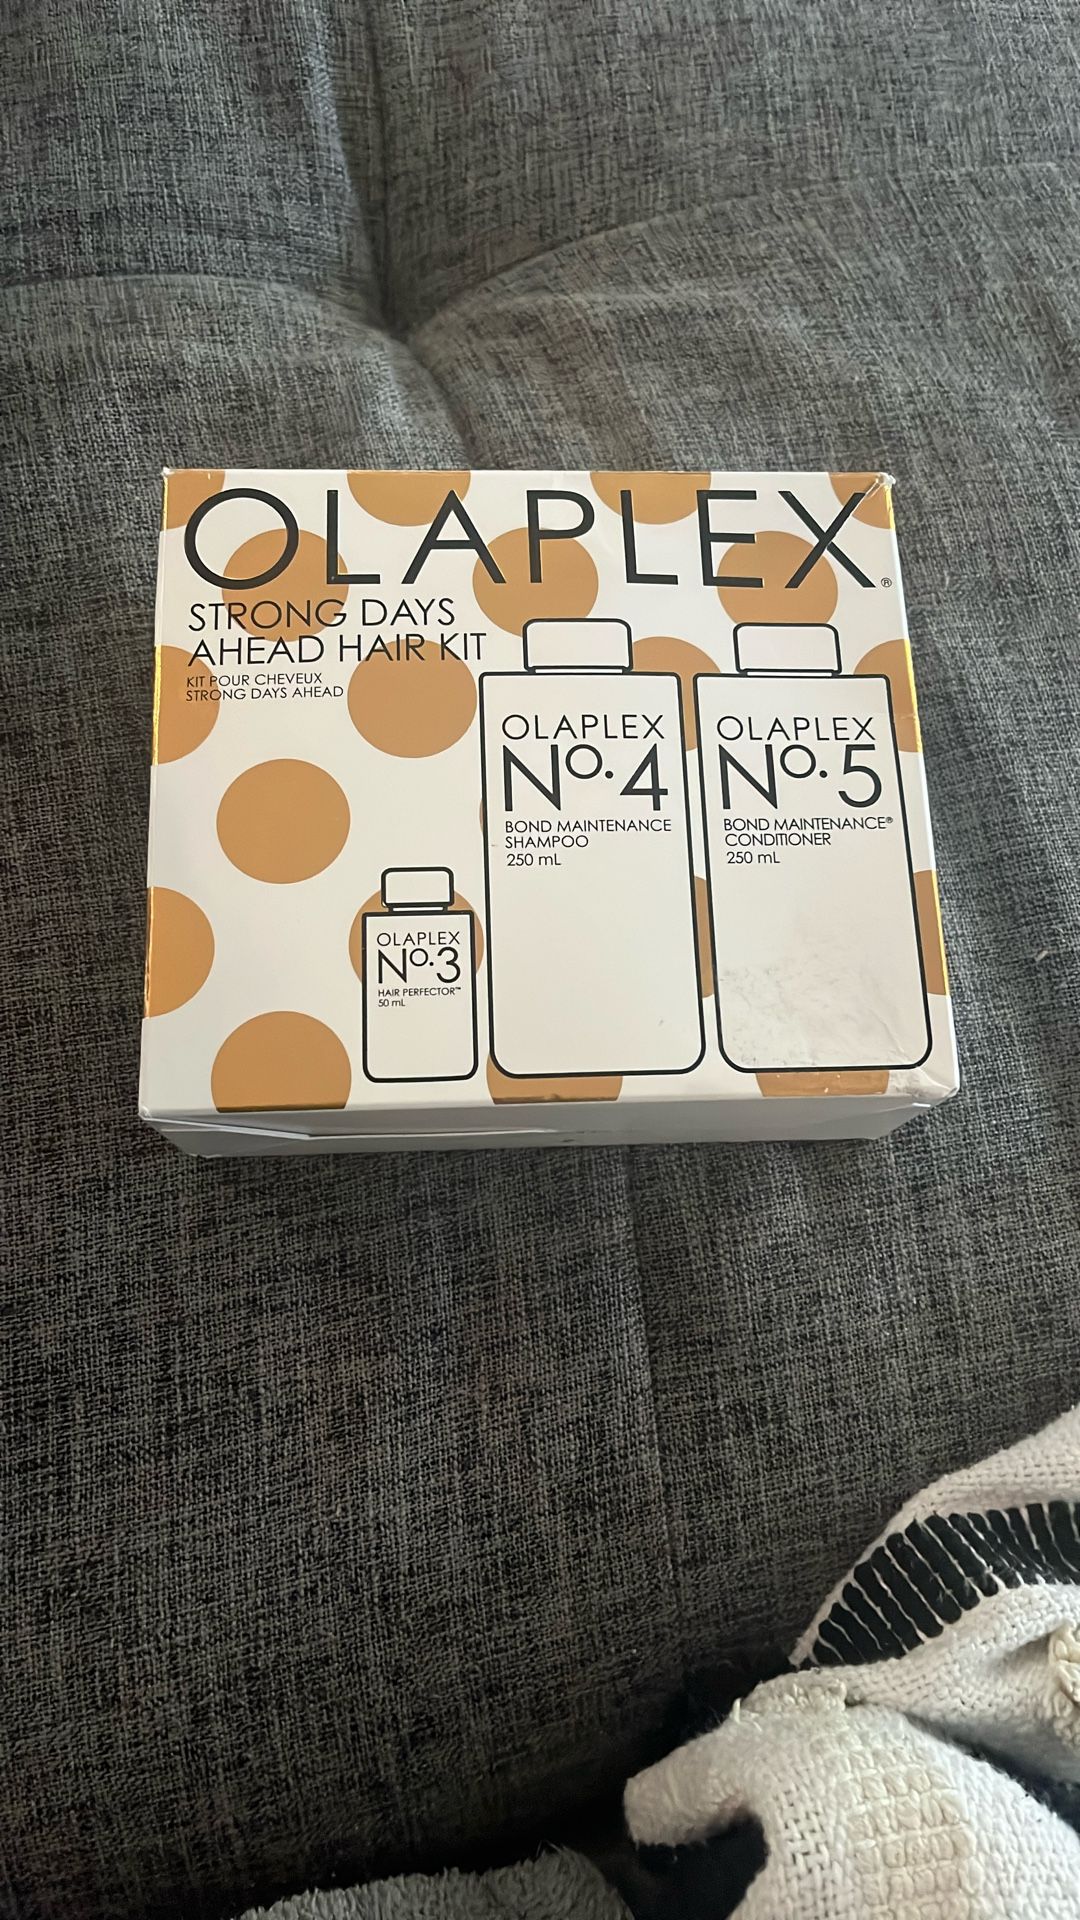 OLAPLEX®
STRONG DAYS
AHEAD HAIR KIT
KIT POUR CHEVEUX
STRONG DAYS AHEAD
OLAPLEX
Nº.3
HAIR PERFECTOR™
50 mL
OLAPLEX
Nº.4
BOND MAINTENANCE
SHAMPOO
250 mL
OLAPLEX
Nº.5
BOND MAINTENANCE®
CONDITIONER
250 mL